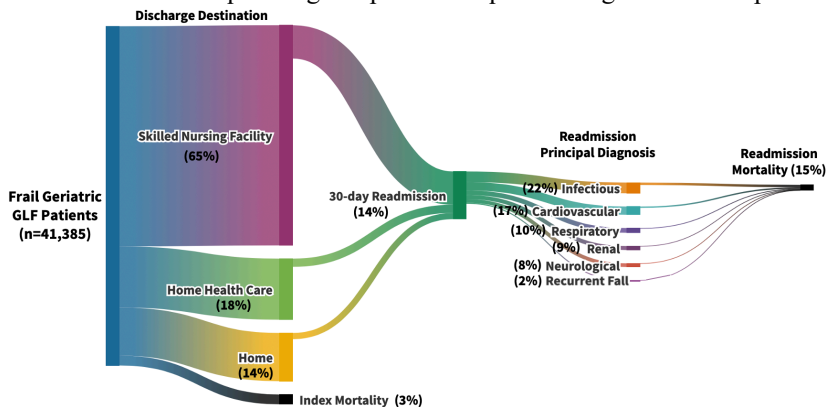 Discharge Destination
Skilled Nursing Facility
(65%)
Frail Geriatric
GLF Patients
(n=41,385)
Home Health Care
(18%)
Home
(14%)
Index Mortality (3%)
30-day Readmission
(14%)
Readmission
Principal Diagnosis
(22%) Infectious
(17%) Cardiovascular
(10%) Respiratory
(9%) Renal
(8%) Neurological
(2%) Recurrent Fall
Readmission
Mortality (15%)